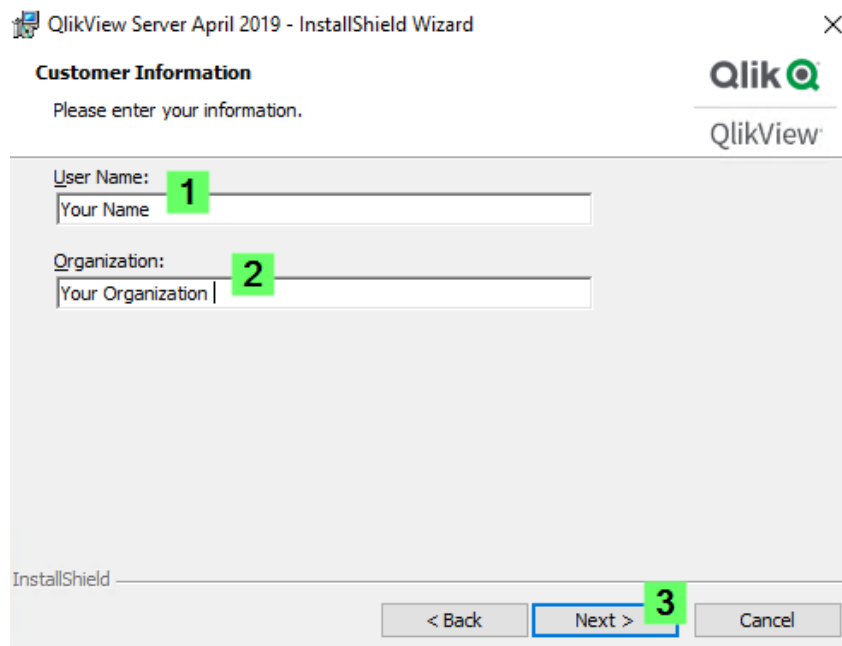 QlikView Server April 2019 - InstallShield Wizard
Customer Information
Please enter your information.
Qlik
QlikView
User Name:
1
Your Name
Organization:
2
Your Organization
InstallShield
< Back
Next >
3
Cancel